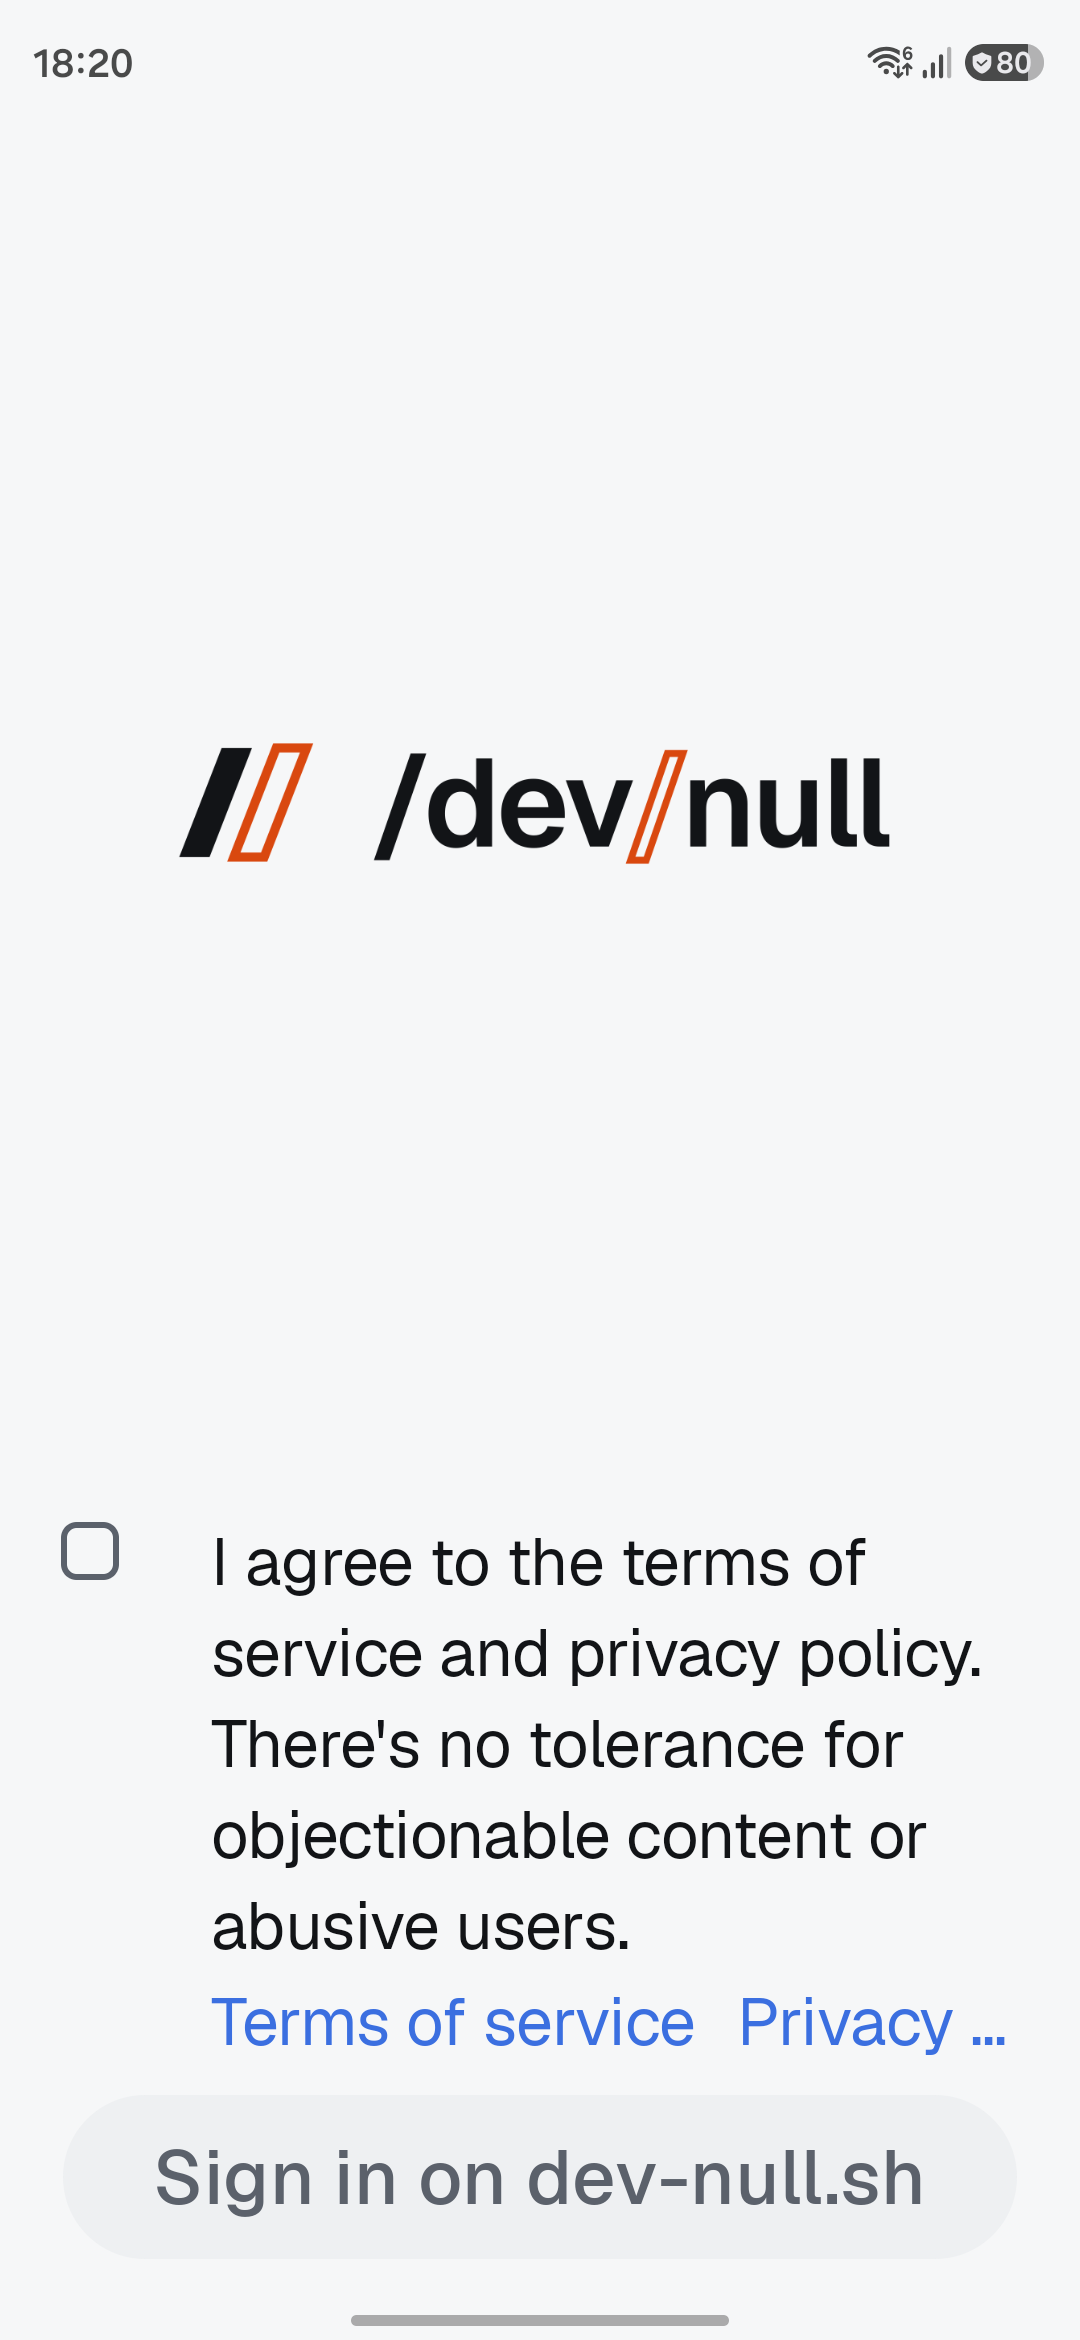 18:20
6
80
/dev/null
I agree to the terms of
service and privacy policy.
There's no tolerance for
objectionable content or
abusive users.
Terms of service Privacy ...
Sign in on dev-null.sh